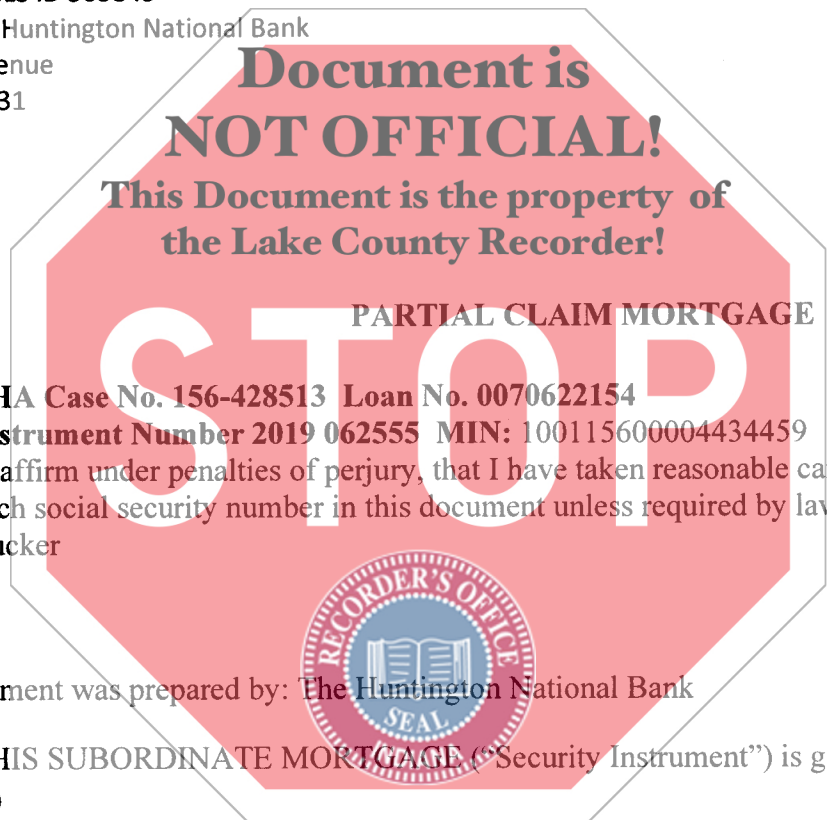 Huntington National Bank
enue
31
Document is
NOT OFFICIAL!
This Document is the property of
the Lake County Recorder!
PARTIAL CLAIM MORTGAGE
HA Case No. 156-428513 Loan No. 0070622154
strument Number 2019 062555 MIN: 100115600004434459
affirm under penalties of perjury, that I have taken reasonable ca
ch social security number in this document unless required by law
ucker
STOP
RECORDER'S OFFICE
SEAL
ment was prepared by: The Huntington National Bank
HIS SUBORDINATE MORTGAGE (“Security Instrument”) is g